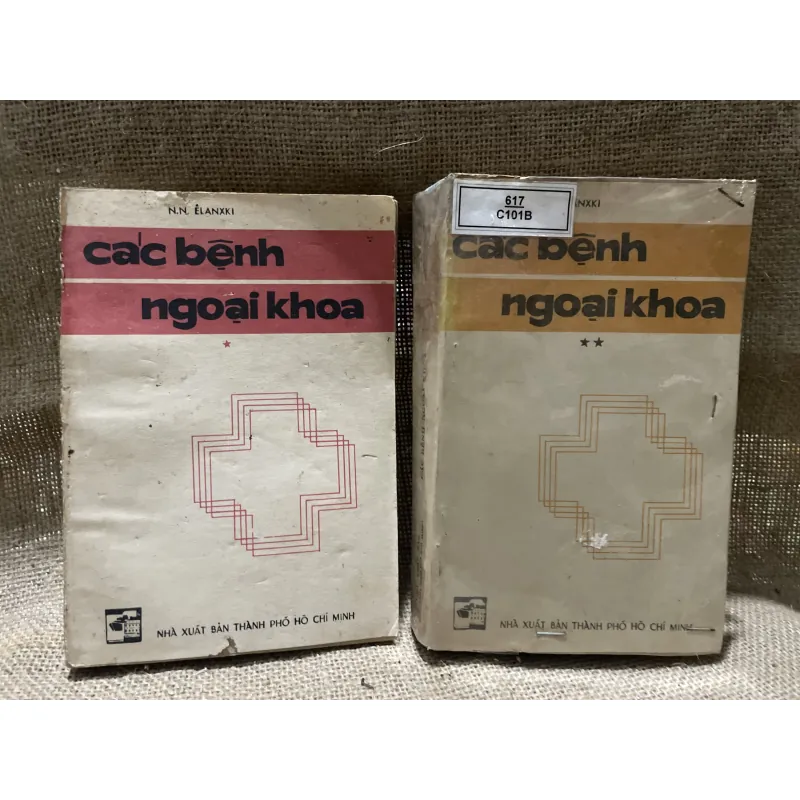 N.N. ÊLANXKI
các bệnh
ngoại khoa
*
NHÀ XUẤT BẢN THÀNH PHỐ HỒ CHÍ MINH
617
C101B
ANXKI
các bệnh
ngoại khoa
**
NHÀ XUẤT BẢN THÀNH PHỐ HỒ CHÍ MINH